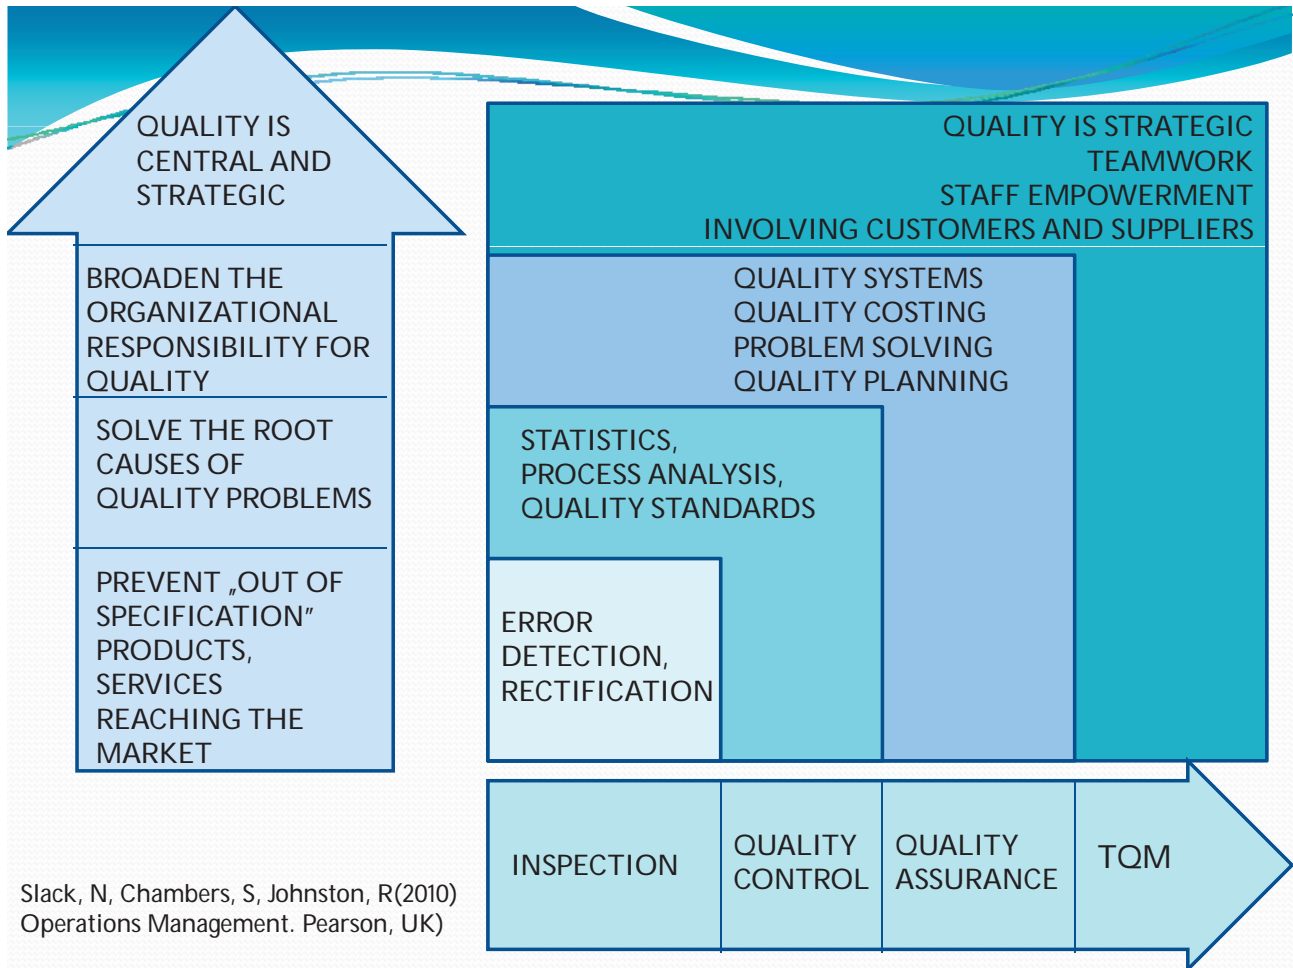 QUALITY IS
CENTRAL AND
STRATEGIC
BROADEN THE
ORGANIZATIONAL
RESPONSIBILITY FOR
QUALITY
SOLVE THE ROOT
CAUSES OF
QUALITY PROBLEMS
PREVENT „OUT OF
SPECIFICATION”
PRODUCTS,
SERVICES
REACHING THE
MARKET
QUALITY IS STRATEGIC
TEAMWORK
STAFF EMPOWERMENT
INVOLVING CUSTOMERS AND SUPPLIERS
QUALITY SYSTEMS
QUALITY COSTING
PROBLEM SOLVING
QUALITY PLANNING
STATISTICS,
PROCESS ANALYSIS,
QUALITY STANDARDS
ERROR
DETECTION,
RECTIFICATION
INSPECTION
QUALITY
CONTROL
QUALITY
ASSURANCE
TQM
Slack, N, Chambers, S, Johnston, R(2010)
Operations Management. Pearson, UK)